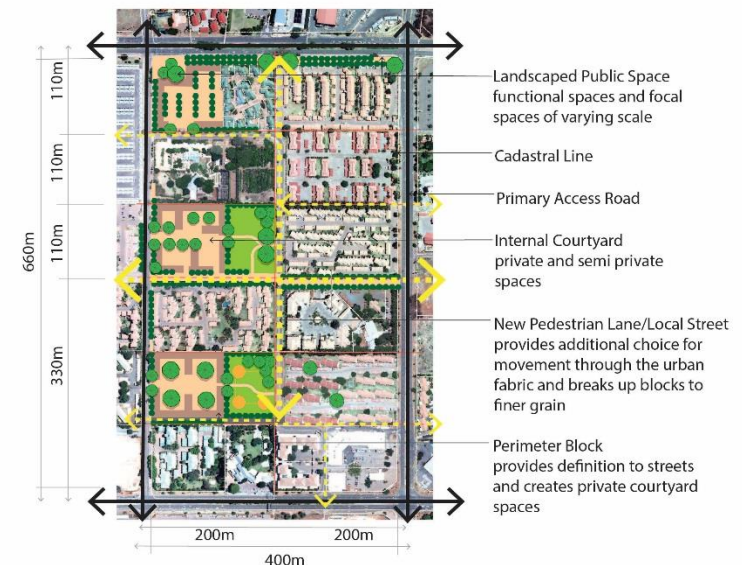 110m
110m
110m
660m
330m
Landscaped Public Space
functional spaces and focal
spaces of varying scale
Cadastral Line
Primary Access Road
Internal Courtyard
private and semi private
spaces
New Pedestrian Lane/Local Street
provides additional choice for
movement through the urban
fabric and breaks up blocks to
finer grain
Perimeter Block
provides definition to streets
and creates private courtyard
spaces
200m
200m
400m